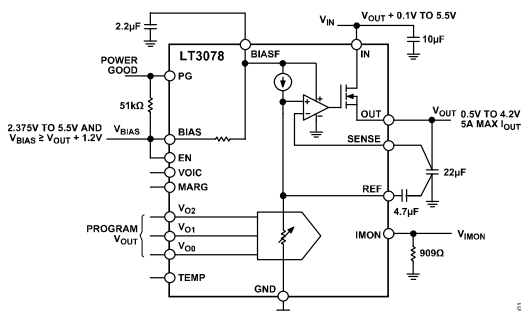 2.2µF
VIN
VOUT + 0.1V TO 5.5V
10µF
LT3078
BIASF
IN
POWER
GOOD
PG
51kΩ
OUT
VOUT 0.5V TO 4.2V
5A MAX IOUT
2.375V TO 5.5V AND
VBIAS ≥ VOUT + 1.2V
VBIAS
BIAS
SENSE
EN
VOIC
MARG
22µF
REF
4.7µF
PROGRAM
VOUT
VO2
VO1
VO0
IMON
VIMON
909Ω
TEMP
GND
01